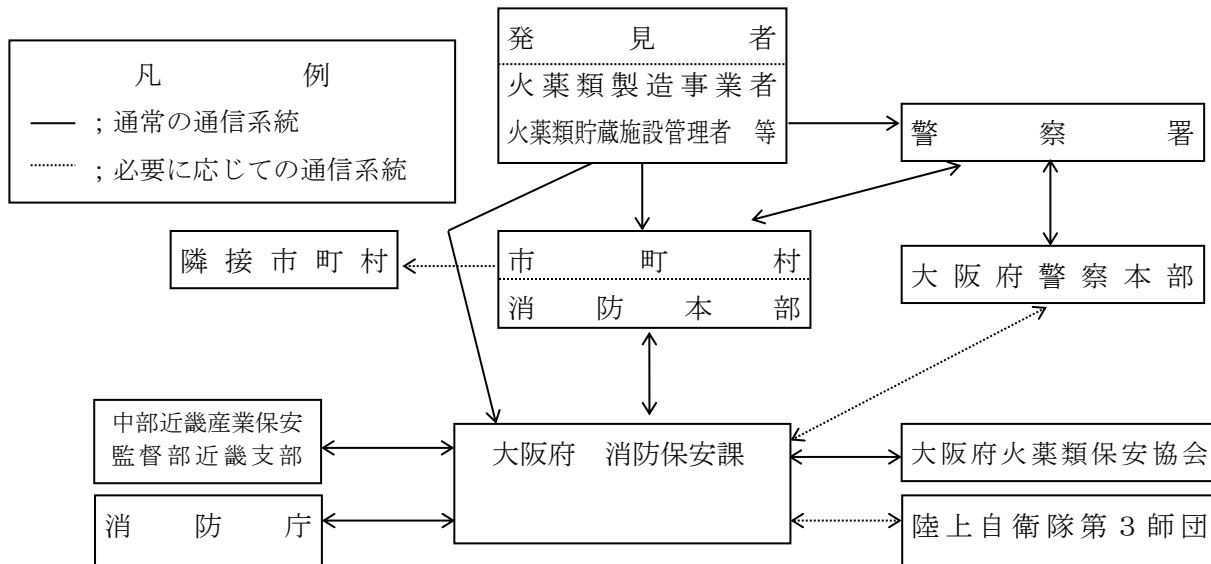 凡例
；通常の通信系統
；必要に応じての通信系統
発見者
火薬類製造事業者
火薬類貯蔵施設管理者　等
警察署
隣接市町村
市町村
消防本部
大阪府警察本部
中部近畿産業保安
監督部近畿支部
大阪府　消防保安課
大阪府火薬類保安協会
消防庁
陸上自衛隊第３師団